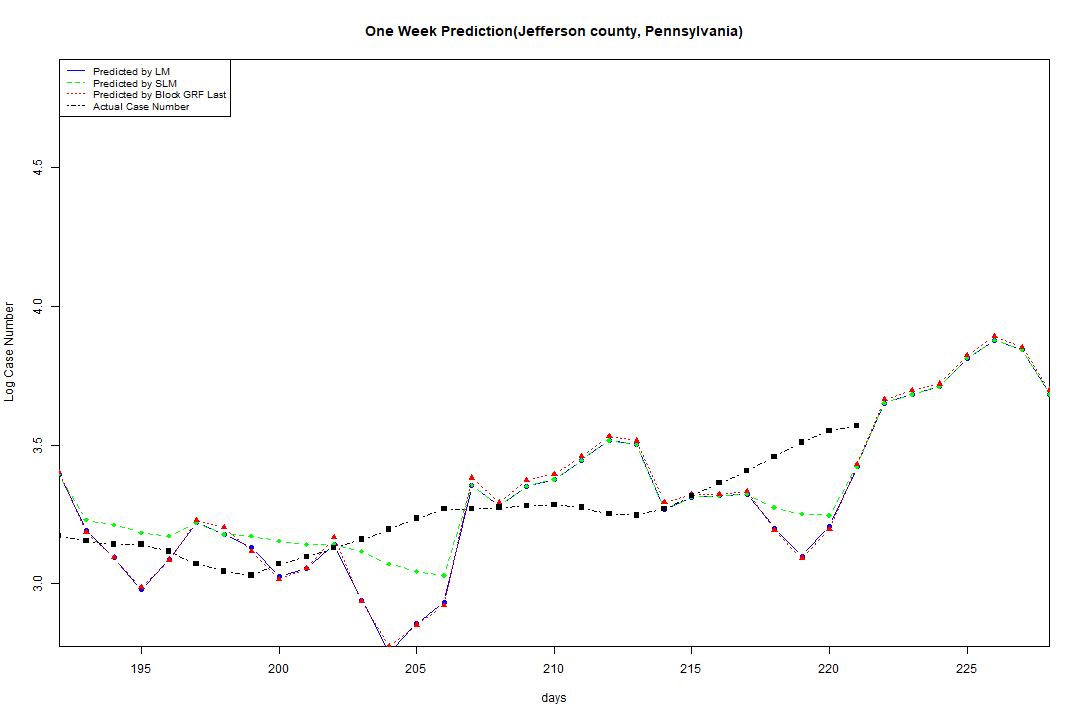 One Week Prediction(Jefferson county, Pennsylvania)
Predicted by LM
Predicted by SLM
Predicted by Block GRF Last
Actual Case Number
4.5
4.0
3.5
3.0
Log Case Number
195 200 205 210 215 220 225
days